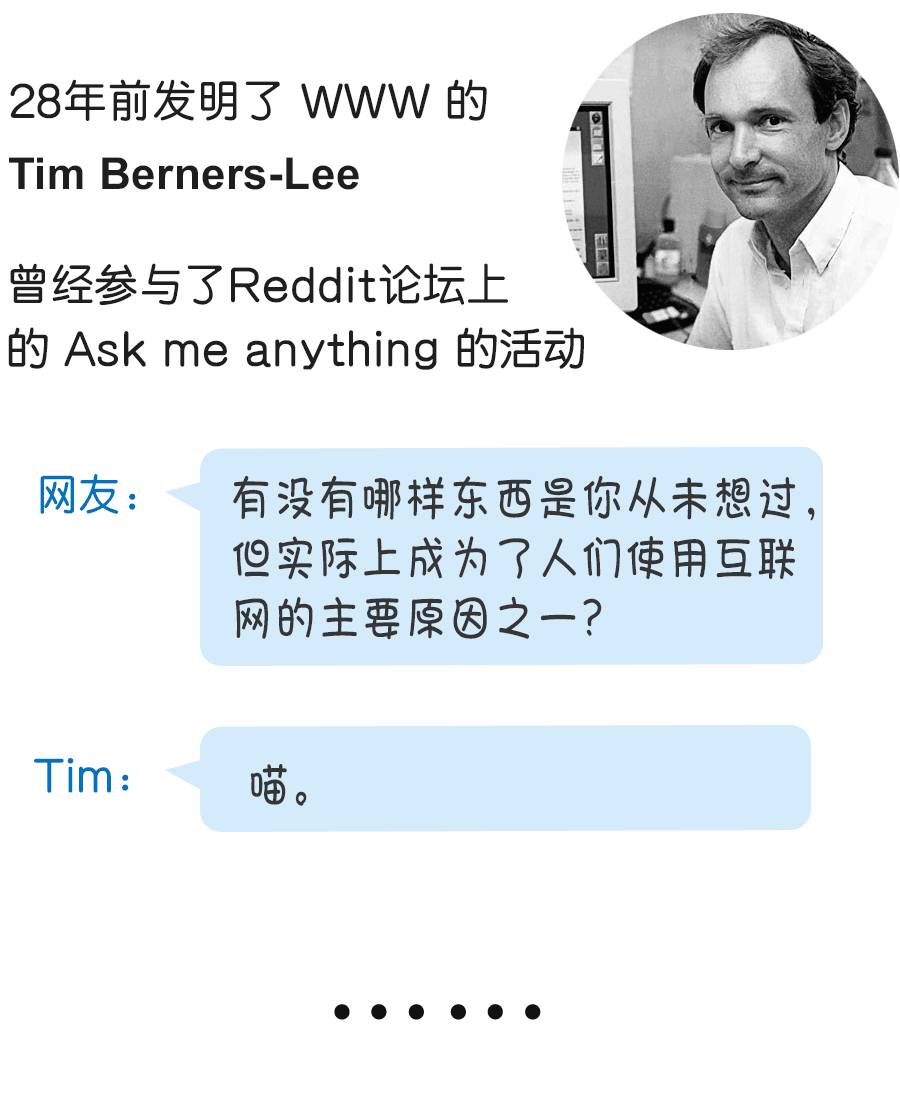 28年前发明了 WWW 的
Tim Berners-Lee
曾经参与了Reddit论坛上
的 Ask me anything 的活动
网友：
有没有哪样东西是你从未想过，
但实际上成为了人们使用互联
网的主要原因之一？
Tim：
喵。
······